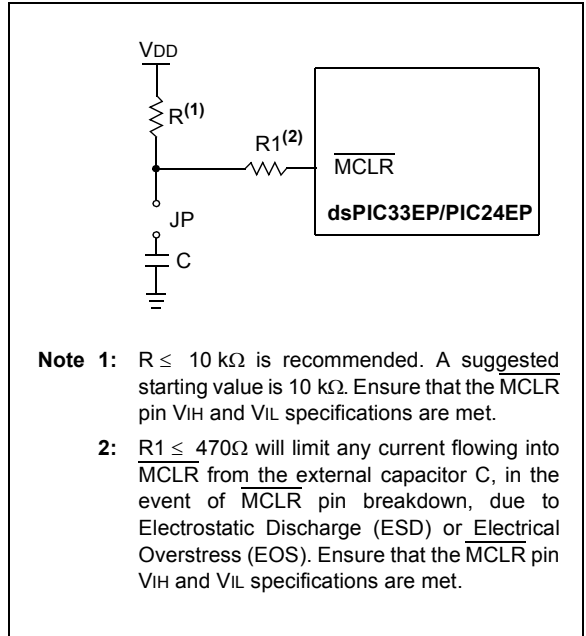 VDD
R(1)
R1(2)
MCLR
dsPIC33EP/PIC24EP
JP
C
Note 1: R ≤ 10 kΩ is recommended. A suggested
starting value is 10 kΩ. Ensure that the MCLR
pin VIH and VIL specifications are met.
2: R1 ≤ 470Ω will limit any current flowing into
MCLR from the external capacitor C, in the
event of MCLR pin breakdown, due to
Electrostatic Discharge (ESD) or Electrical
Overstress (EOS). Ensure that the MCLR pin
VIH and VIL specifications are met.